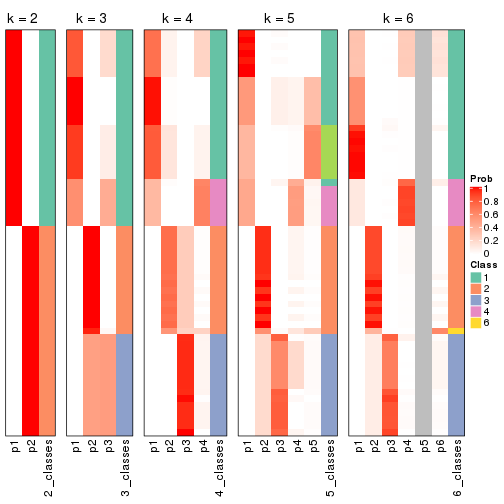 k = 2
k = 3
k = 4
k = 5
k = 6
p1
p2
2_classes
p1
p2
p3
3_classes
p1
p2
p3
p4
4_classes
p1
p2
p3
p4
p5
5_classes
p1
p2
p3
p4
p5
p6
6_classes
Prob
1
0.8
0.6
0.4
0.2
0
Class
1
2
3
4
6